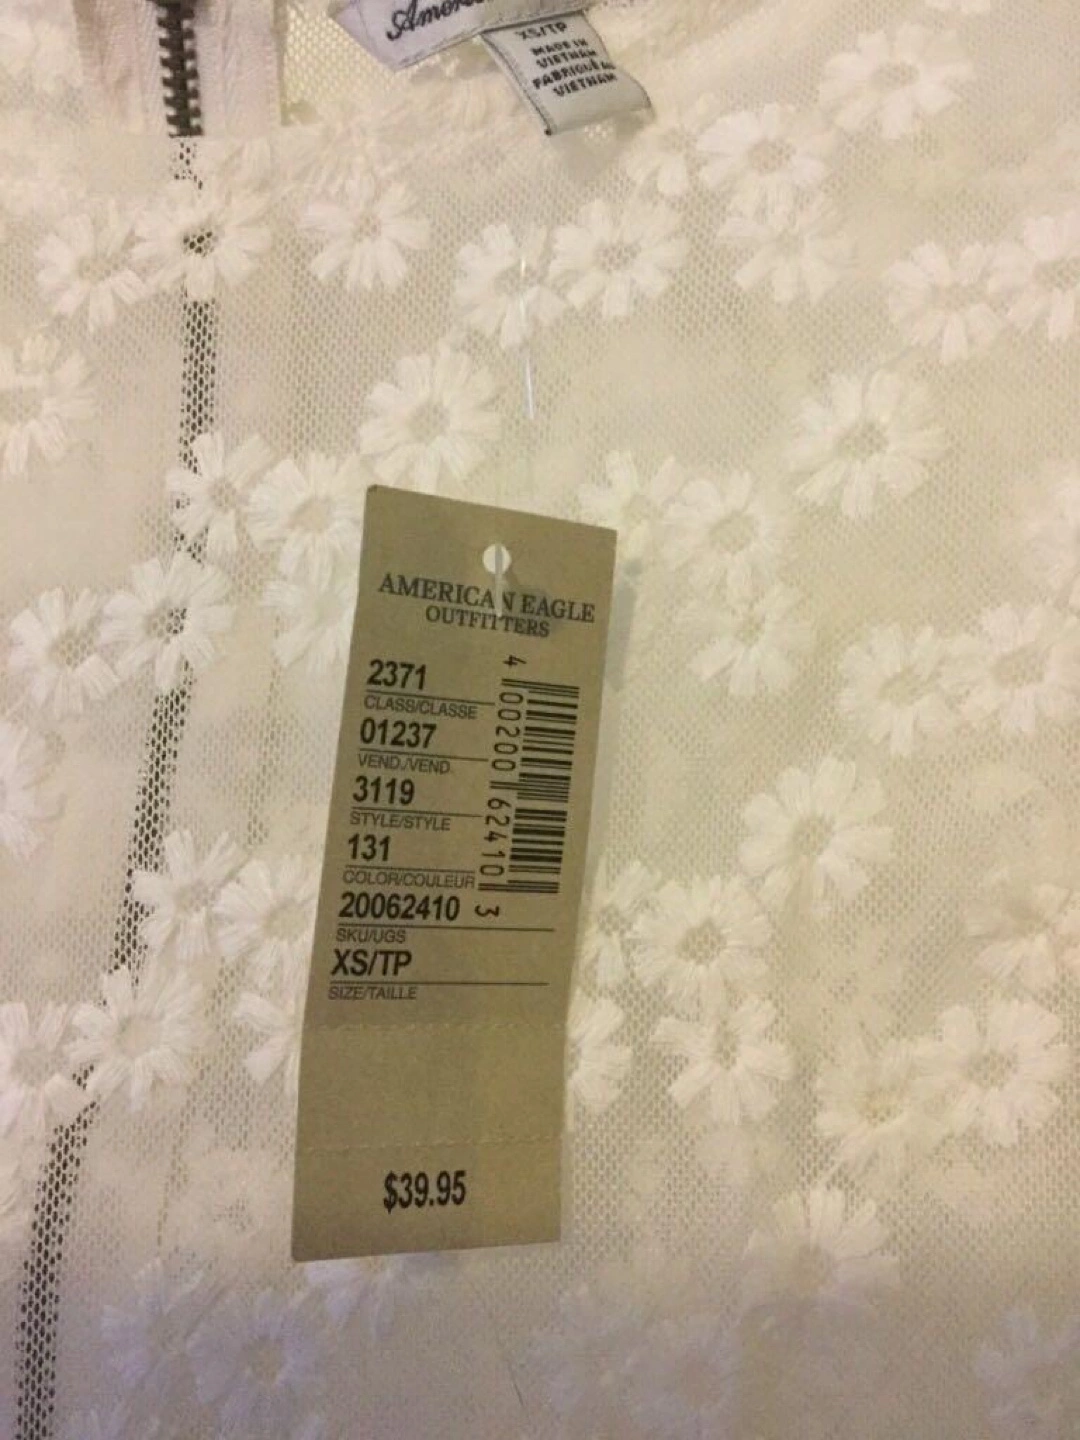 XS/TP
MADE IN
VIETNAM
FABRIQUÉ AU
VIETNAM
AMERICAN EAGLE
OUTFITTERS
2371
CLASS/CLASSE
01237
VEND./VEND.
3119
STYLE/STYLE
131
COLOR/COULEUR
20062410
SKU/UGS
XS/TP
SIZE/TAILLE
4 00200 62410 3
$39.95